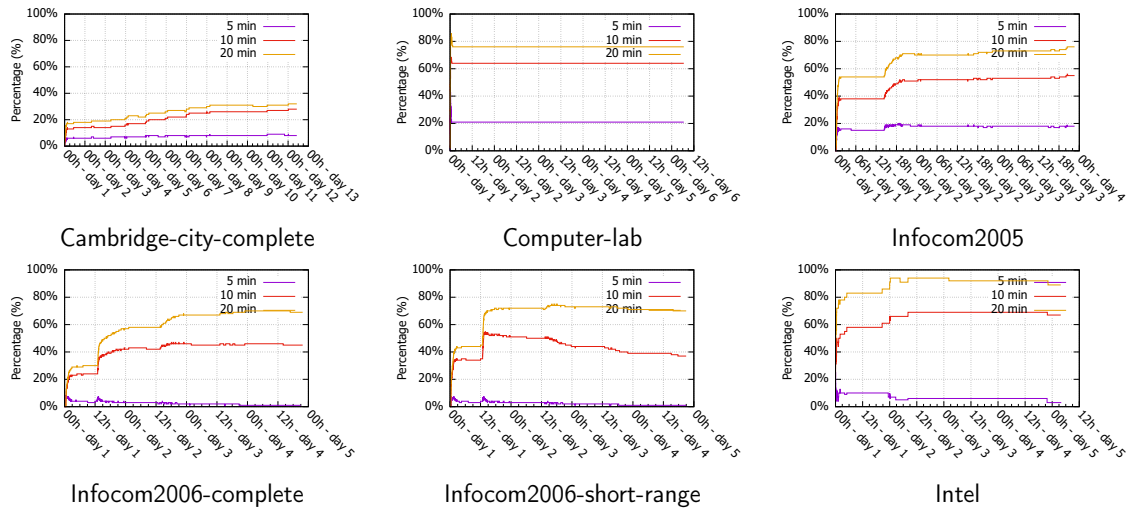 100%
80%
60%
40%
20%
0%
Percentage (%)
5 min
10 min
20 min
00h - day 1
00h - day 2
00h - day 3
00h - day 4
00h - day 5
00h - day 6
00h - day 7
00h - day 8
00h - day 9
00h - day 10
00h - day 11
00h - day 12
00h - day 13
Cambridge-city-complete
100%
80%
60%
40%
20%
0%
Percentage (%)
5 min
10 min
20 min
00h - day 1
12h - day 1
00h - day 2
12h - day 2
00h - day 3
12h - day 3
00h - day 4
12h - day 4
00h - day 5
12h - day 5
00h - day 6
12h - day 6
Computer-lab
100%
80%
60%
40%
20%
0%
Percentage (%)
5 min
10 min
20 min
00h - day 1
06h - day 1
12h - day 1
18h - day 1
00h - day 2
06h - day 2
12h - day 2
18h - day 2
00h - day 3
06h - day 3
12h - day 3
18h - day 3
00h - day 4
Infocom2005
100%
80%
60%
40%
20%
0%
Percentage (%)
5 min
10 min
20 min
00h - day 1
12h - day 1
00h - day 2
12h - day 2
00h - day 3
12h - day 3
00h - day 4
12h - day 4
00h - day 5
Infocom2006-complete
100%
80%
60%
40%
20%
0%
Percentage (%)
5 min
10 min
20 min
00h - day 1
12h - day 1
00h - day 2
12h - day 2
00h - day 3
12h - day 3
00h - day 4
12h - day 4
00h - day 5
Infocom2006-short-range
100%
80%
60%
40%
20%
0%
Percentage (%)
5 min
10 min
20 min
00h - day 1
12h - day 1
00h - day 2
12h - day 2
00h - day 3
12h - day 3
00h - day 4
12h - day 4
00h - day 5
12h - day 5
Intel